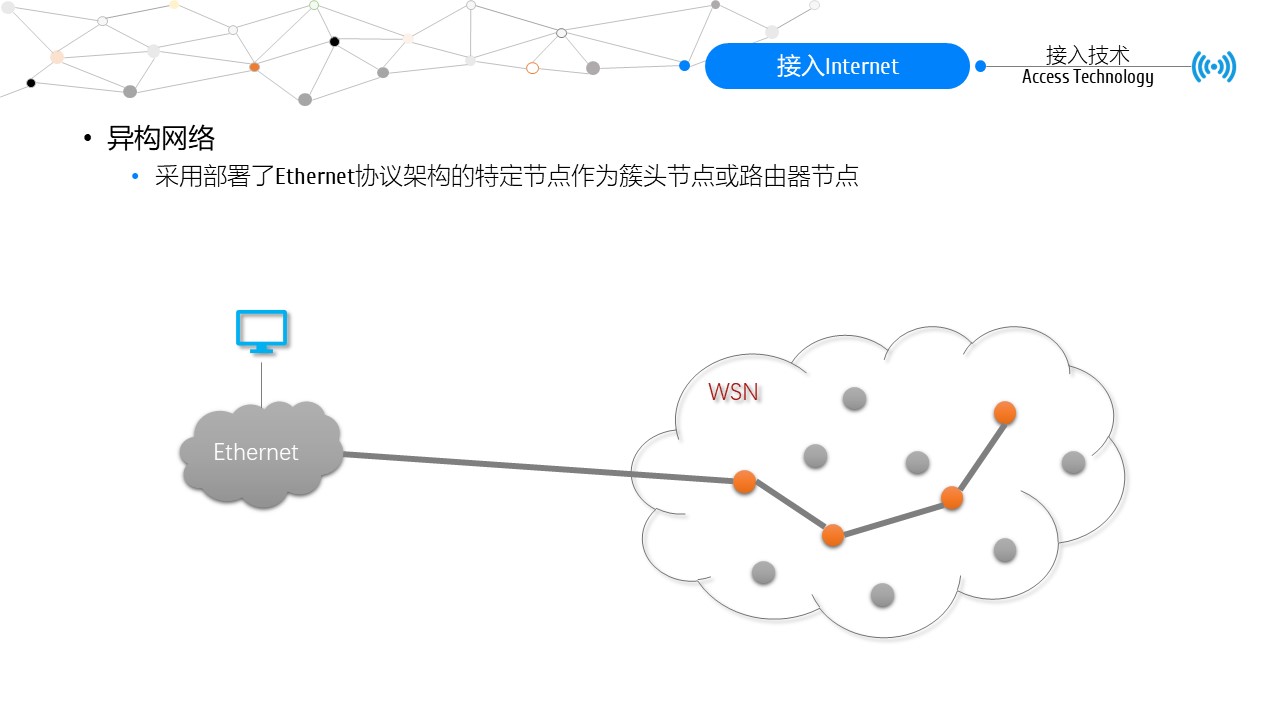 接入Internet
接入技术
Access Technology
• 异构网络
• 采用部署了Ethernet协议架构的特定节点作为簇头节点或路由器节点
WSN
Ethernet